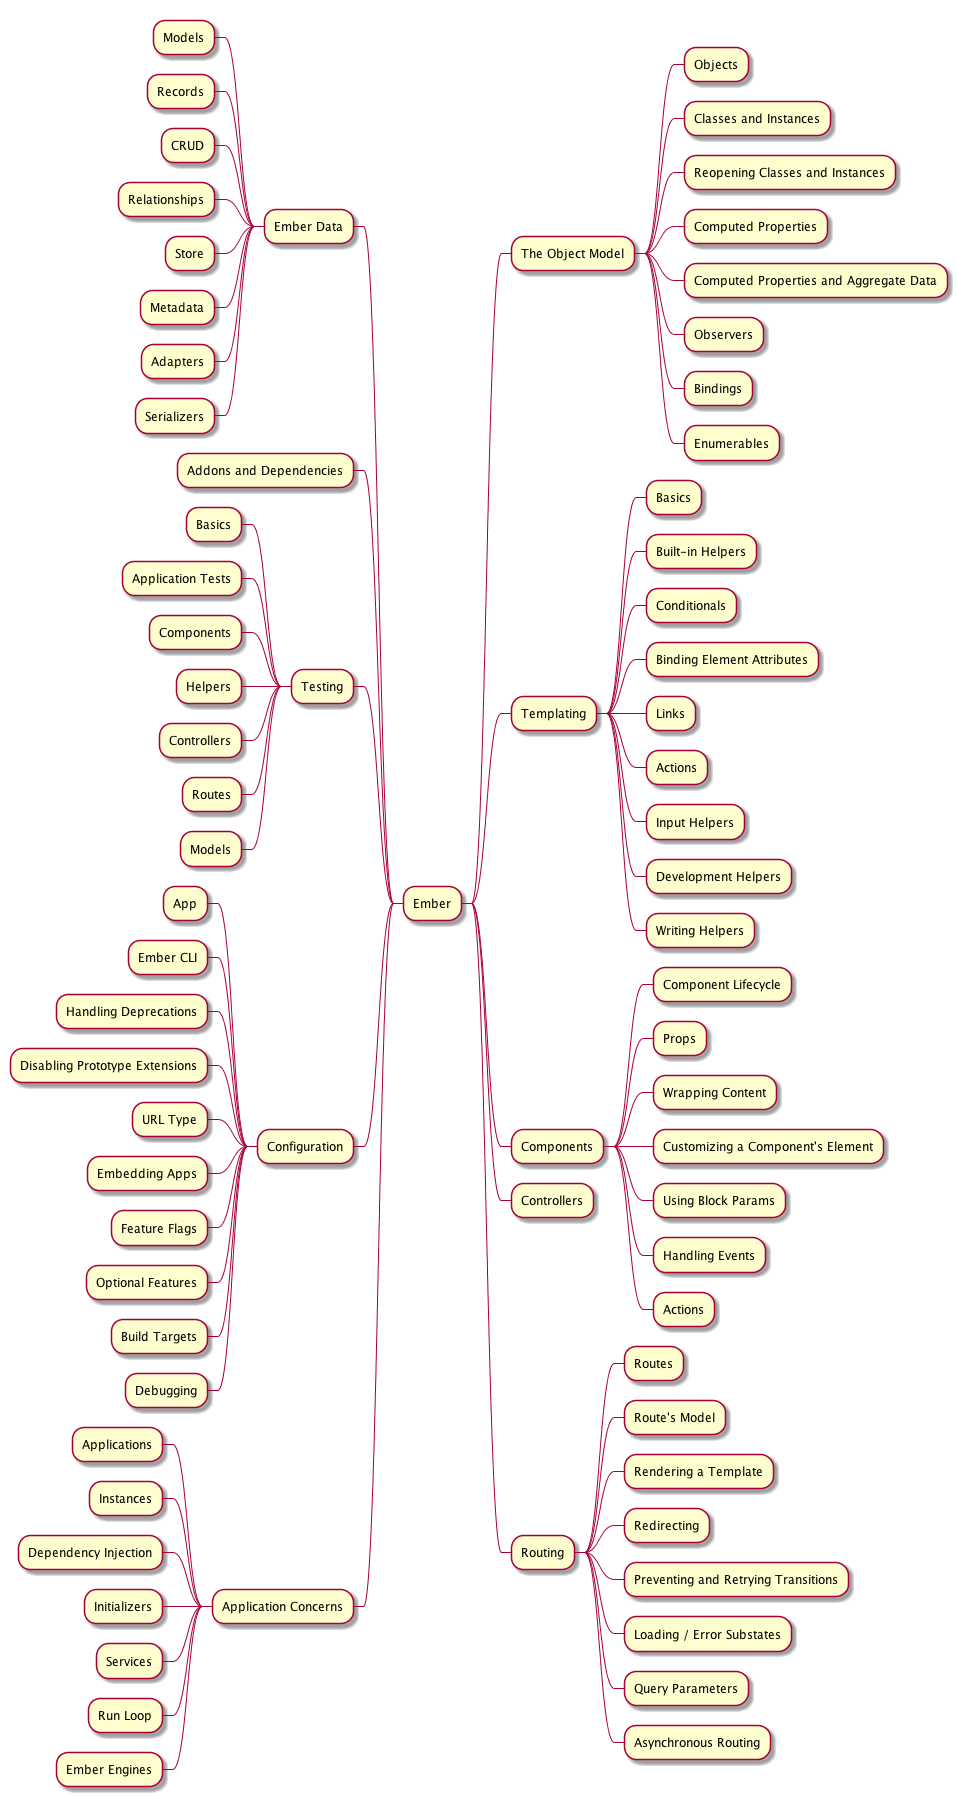 Models
Records
CRUD
Relationships
Store
Metadata
Adapters
Serializers
Ember Data
Addons and Dependencies
Basics
Application Tests
Components
Helpers
Controllers
Routes
Models
Testing
App
Ember CLI
Handling Deprecations
Disabling Prototype Extensions
URL Type
Embedding Apps
Feature Flags
Optional Features
Build Targets
Debugging
Configuration
Applications
Instances
Dependency Injection
Initializers
Services
Run Loop
Ember Engines
Application Concerns
Ember
The Object Model
Objects
Classes and Instances
Reopening Classes and Instances
Computed Properties
Computed Properties and Aggregate Data
Observers
Bindings
Enumerables
Templating
Basics
Built-in Helpers
Conditionals
Binding Element Attributes
Links
Actions
Input Helpers
Development Helpers
Writing Helpers
Components
Component Lifecycle
Props
Wrapping Content
Customizing a Component's Element
Using Block Params
Handling Events
Actions
Controllers
Routing
Routes
Route's Model
Rendering a Template
Redirecting
Preventing and Retrying Transitions
Loading / Error Substates
Query Parameters
Asynchronous Routing